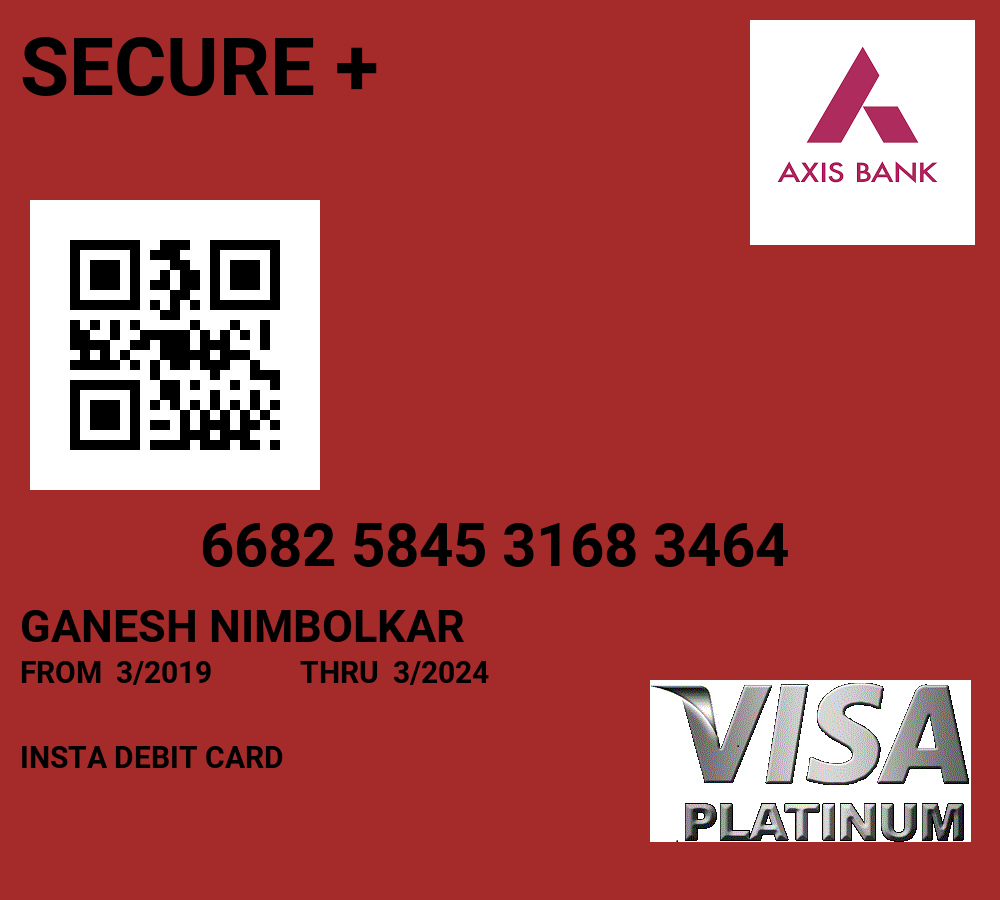 SECURE +
AXIS BANK
6682 5845 3168 3464
GANESH NIMBOLKAR
FROM 3/2019 THRU 3/2024
INSTA DEBIT CARD
VISA
PLATINUM